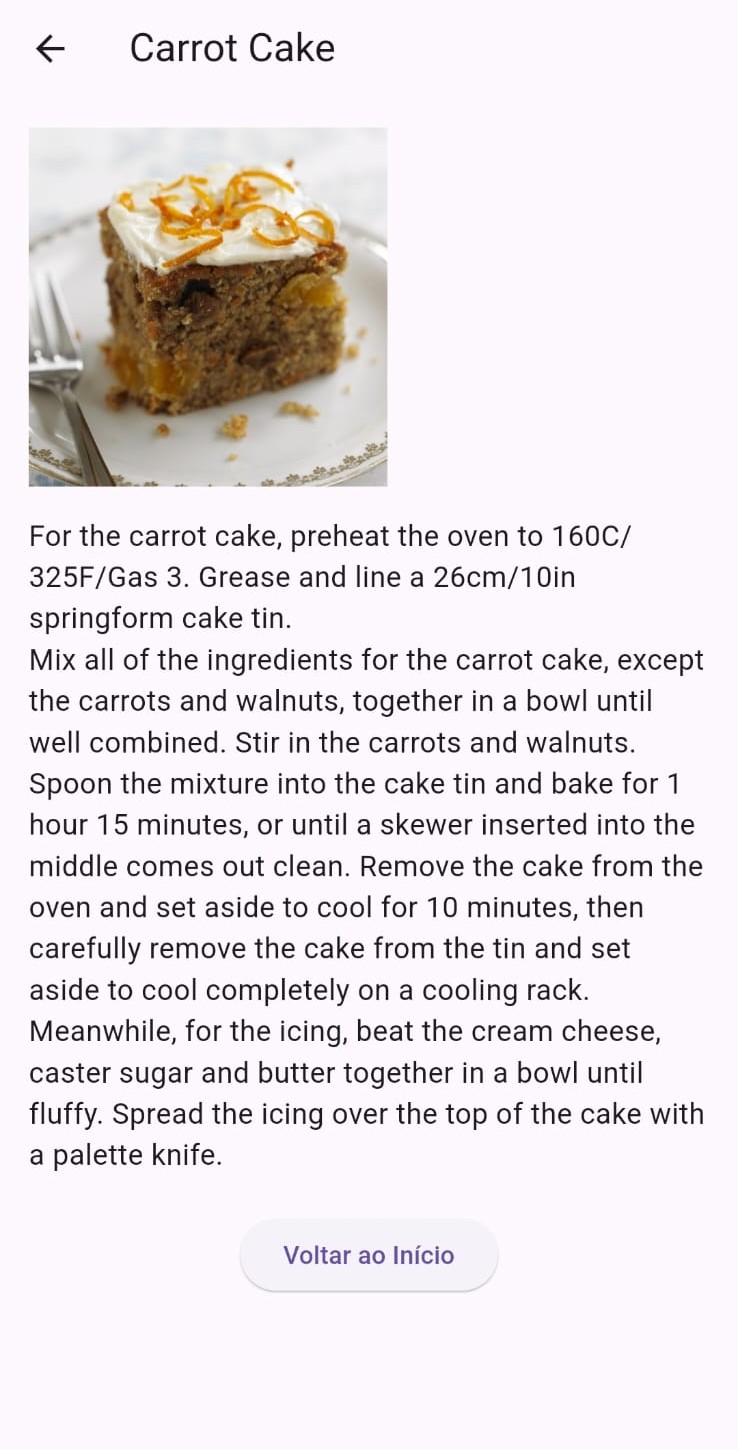 Carrot Cake
For the carrot cake, preheat the oven to 160C/
325F/Gas 3. Grease and line a 26cm/10in
springform cake tin.
Mix all of the ingredients for the carrot cake, except
the carrots and walnuts, together in a bowl until
well combined. Stir in the carrots and walnuts.
Spoon the mixture into the cake tin and bake for 1
hour 15 minutes, or until a skewer inserted into the
middle comes out clean. Remove the cake from the
oven and set aside to cool for 10 minutes, then
carefully remove the cake from the tin and set
aside to cool completely on a cooling rack.
Meanwhile, for the icing, beat the cream cheese,
caster sugar and butter together in a bowl until
fluffy. Spread the icing over the top of the cake with
a palette knife.
Voltar ao Início